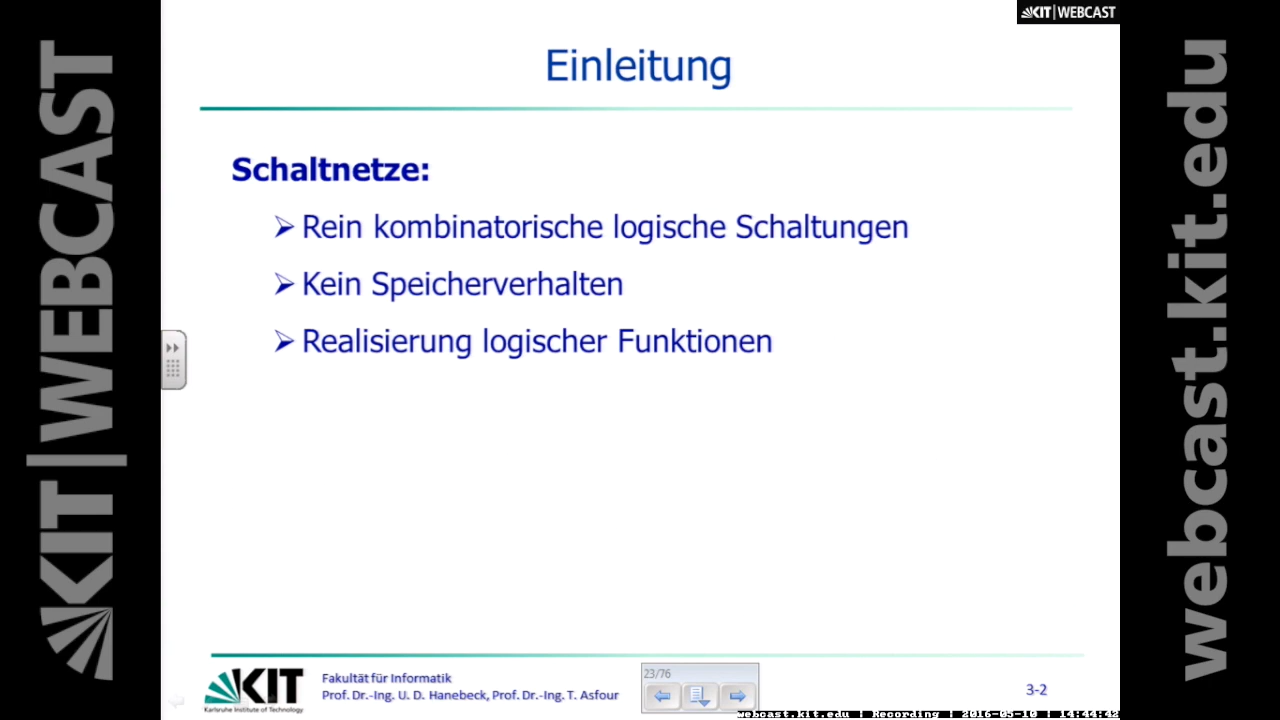 KIT|WEBCAST
KIT|WEBCAST
webcast.kit.edu
Einleitung
Schaltnetze:
Rein kombinatorische logische Schaltungen
Kein Speicherverhalten
Realisierung logischer Funktionen
KIT
Karlsruhe Institute of Technology
Fakultät für Informatik
Prof. Dr.-Ing. U. D. Hanebeck, Prof. Dr.-Ing. T. Asfour
23/76
3-2
webcast.kit.edu | Recording | 2016-05-10 | 14:44:42